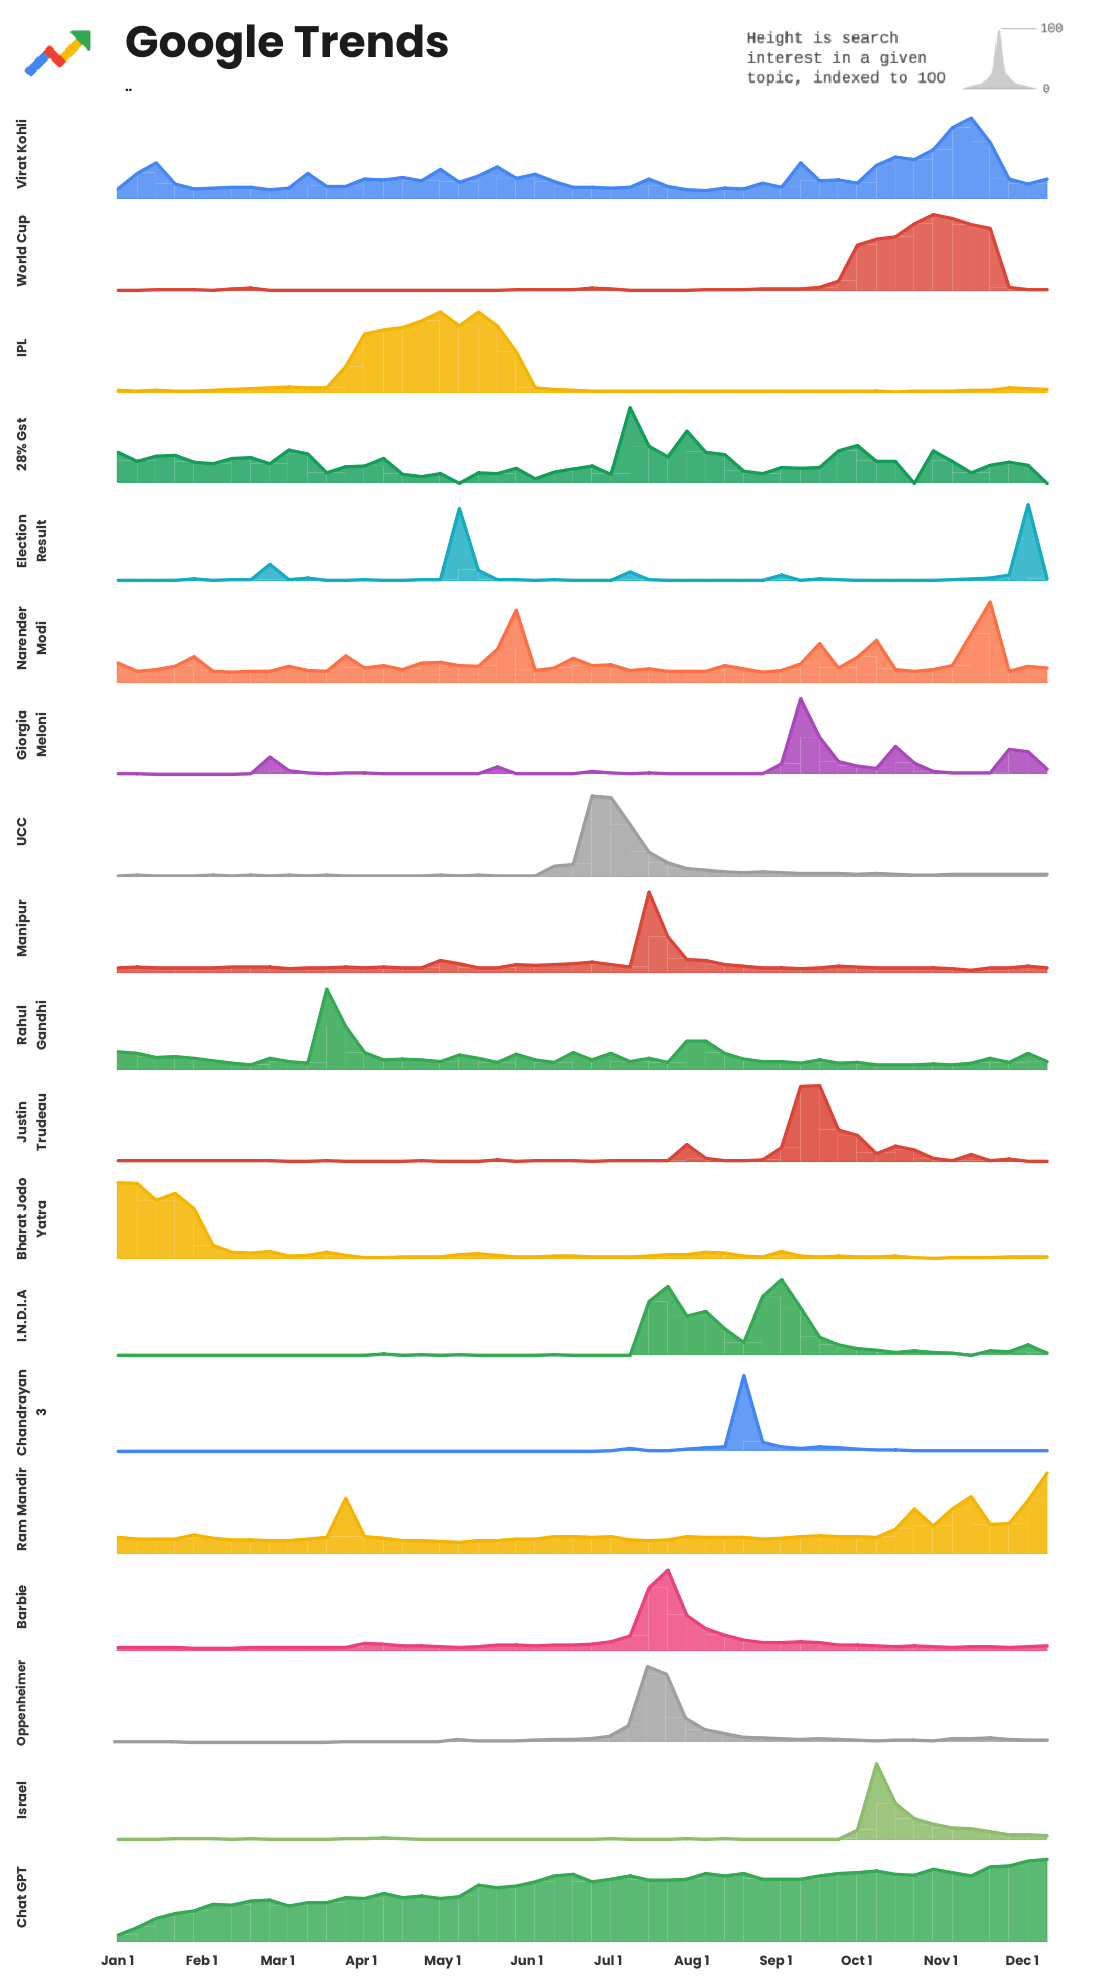 Google Trends
..
Height is search
interest in a given
topic, indexed to 100
100
0
Virat Kohli
World Cup
IPL
28% Gst
Election
Result
Narender
Modi
Giorgia
Meloni
UCC
Manipur
Rahul
Gandhi
Justin
Trudeau
Bharat Jodo
Yatra
I.N.D.I.A
Chandrayan
3
Ram Mandir
Barbie
Oppenheimer
Israel
Chat GPT
Jan 1 Feb 1 Mar 1 Apr 1 May 1 Jun 1 Jul 1 Aug 1 Sep 1 Oct 1 Nov 1 Dec 1